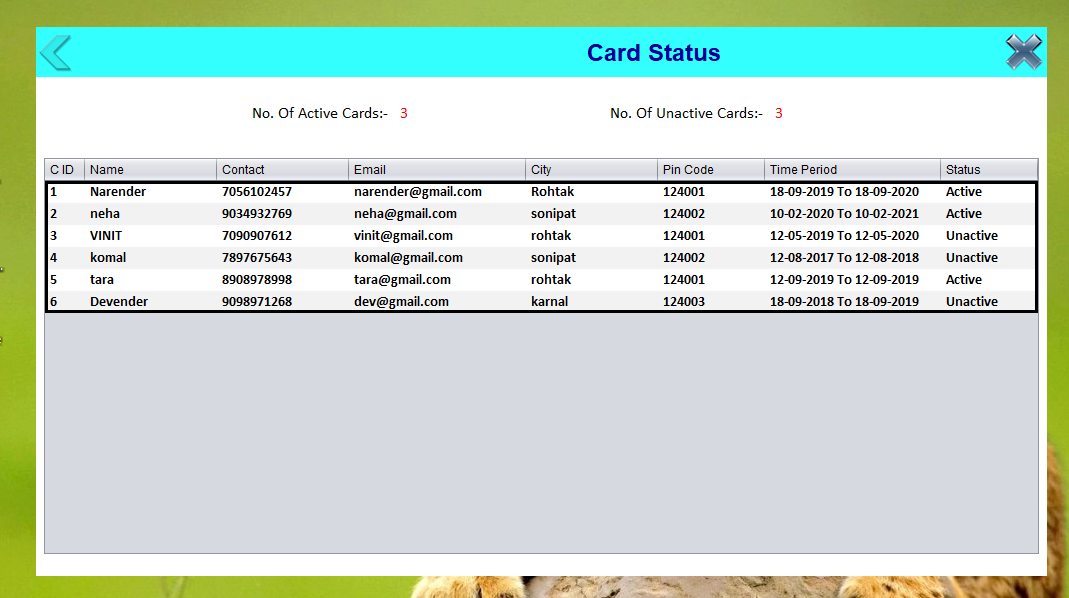 Card Status
No. Of Active Cards:- 3 No. Of Unactive Cards:- 3
C ID Name Contact Email City Pin Code Time Period Status
1 Narender 7056102457 narender@gmail.com Rohtak 124001 18-09-2019 To 18-09-2020 Active
2 neha 9034932769 neha@gmail.com sonipat 124002 10-02-2020 To 10-02-2021 Active
3 VINIT 7090907612 vinit@gmail.com rohtak 124001 12-05-2019 To 12-05-2020 Unactive
4 komal 7897675643 komal@gmail.com sonipat 124002 12-08-2017 To 12-08-2018 Unactive
5 tara 8908978998 tara@gmail.com rohtak 124001 12-09-2019 To 12-09-2019 Active
6 Devender 9098971268 dev@gmail.com karnal 124003 18-09-2018 To 18-09-2019 Unactive